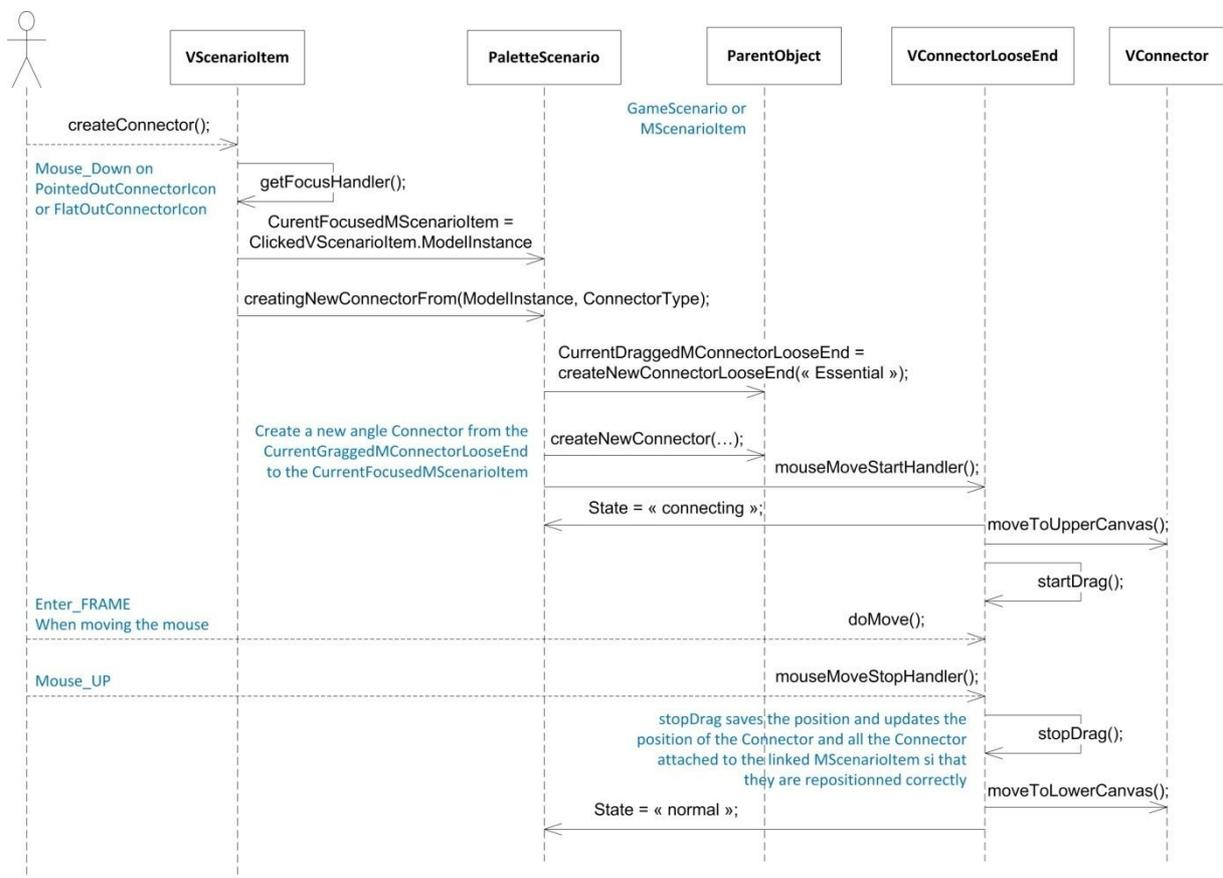 VScenarioItem
PaletteScenario
ParentObject
VConnectorLooseEnd
VConnector
GameScenario or
MScenarioItem
createConnector();
Mouse_Down on
PointedOutConnectorIcon
or FlatOutConnectorIcon
getFocusHandler();
CurentFocusedMScenarioItem =
ClickedVScenarioItem.ModelInstance
creatingNewConnectorFrom(ModelInstance, ConnectorType);
CurrentDraggedMConnectorLooseEnd =
createNewConnectorLooseEnd(« Essential »);
Create a new angle Connector from the
CurrentGraggedMConnectorLooseEnd
to the CurrentFocusedMScenarioItem
createNewConnector(…);
mouseMoveStartHandler();
State = « connecting »;
moveToUpperCanvas();
startDrag();
Enter_FRAME
When moving the mouse
doMove();
Mouse_UP
mouseMoveStopHandler();
stopDrag saves the position and updates the
position of the Connector and all the Connector
attached to the linked MScenarioItem si that
they are repositionned correctly
stopDrag();
moveToLowerCanvas();
State = « normal »;